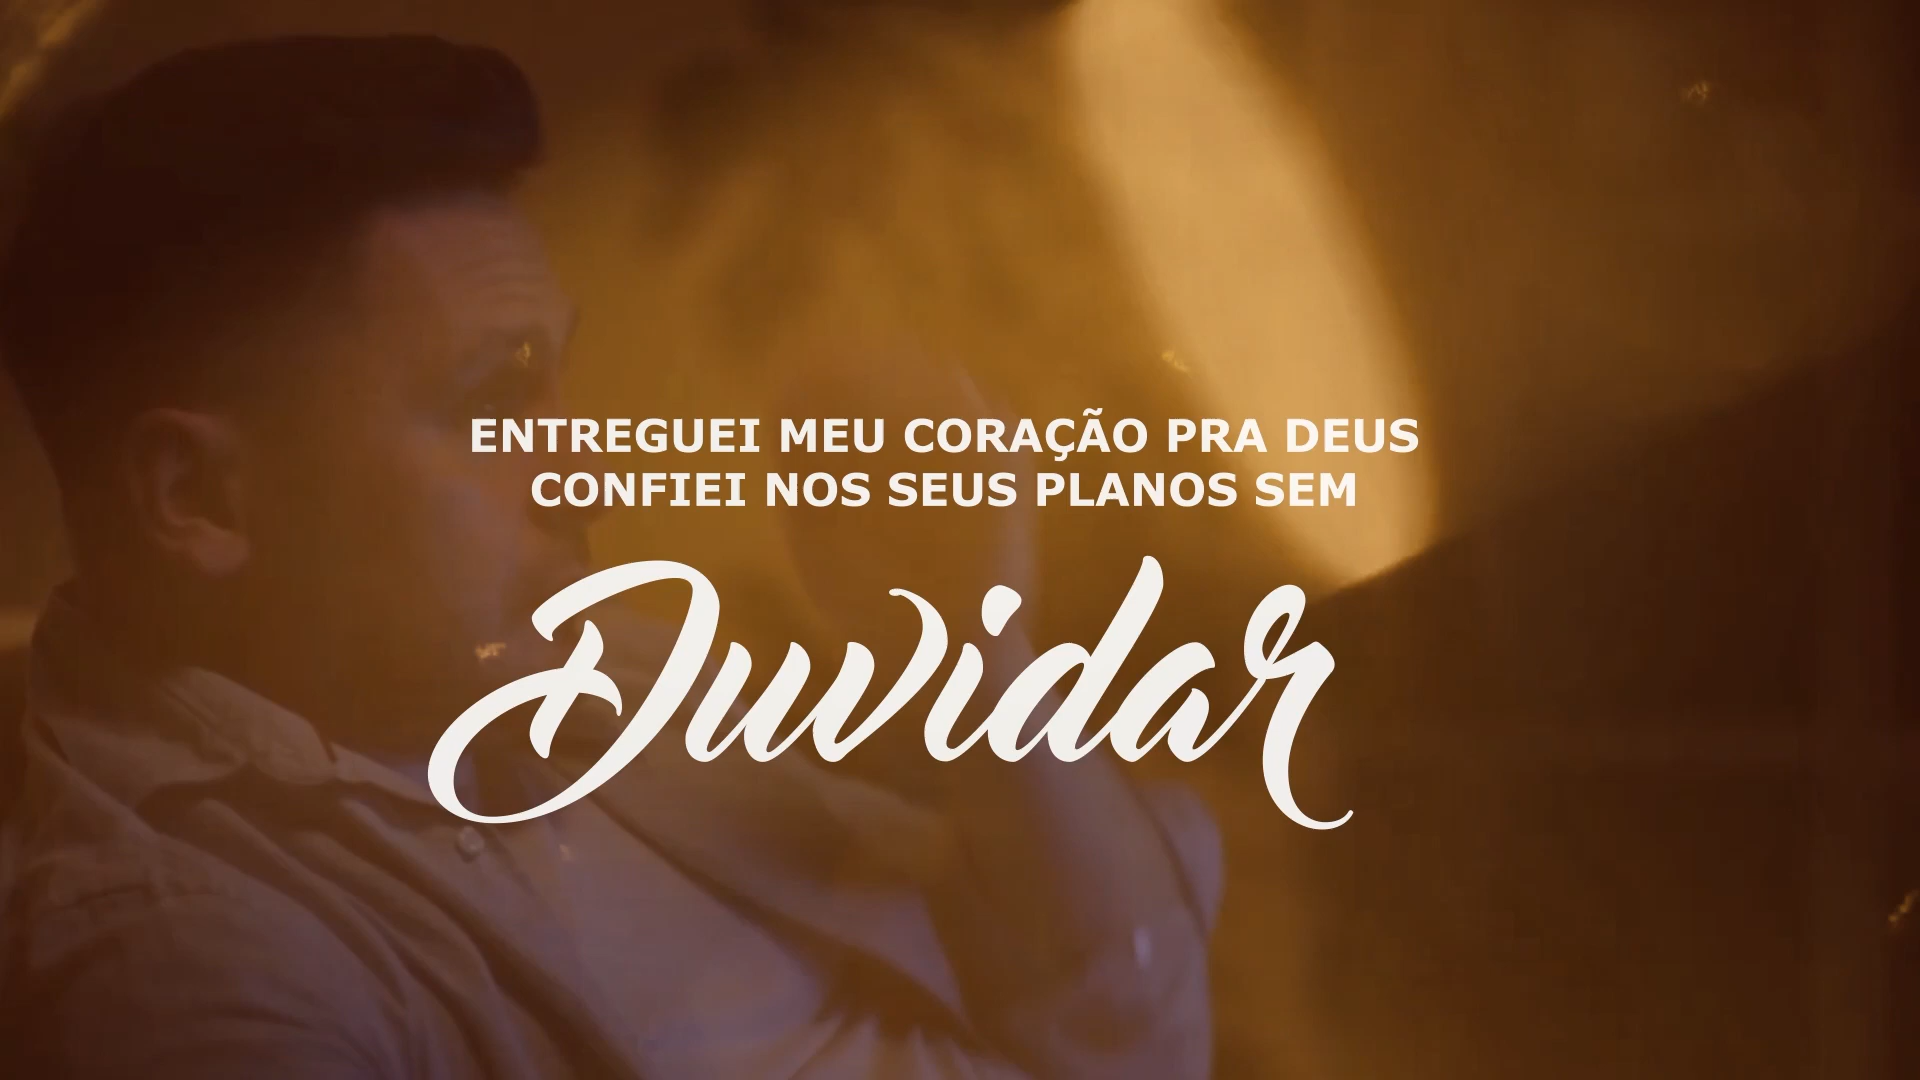 ENTREGUEI MEU CORAÇÃO PRA DEUS
CONFIEI NOS SEUS PLANOS SEM
Duvidar